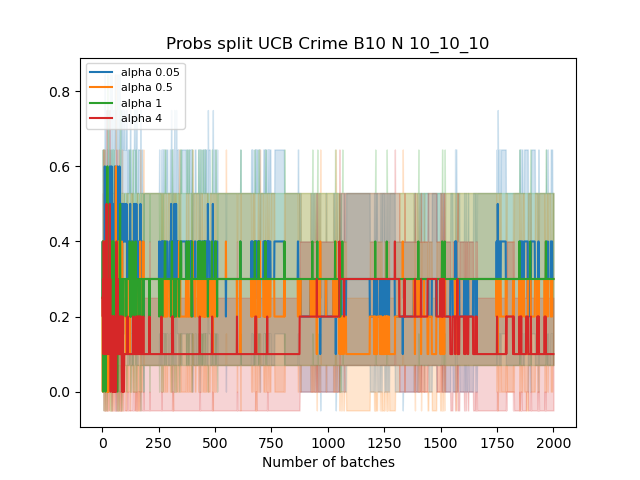 Probs split UCB Crime B10 N 10_10_10
alpha 0.05
alpha 0.5
alpha 1
alpha 4
0.8
0.6
0.4
0.2
0.0
0 250 500 750 1000 1250 1500 1750 2000
Number of batches